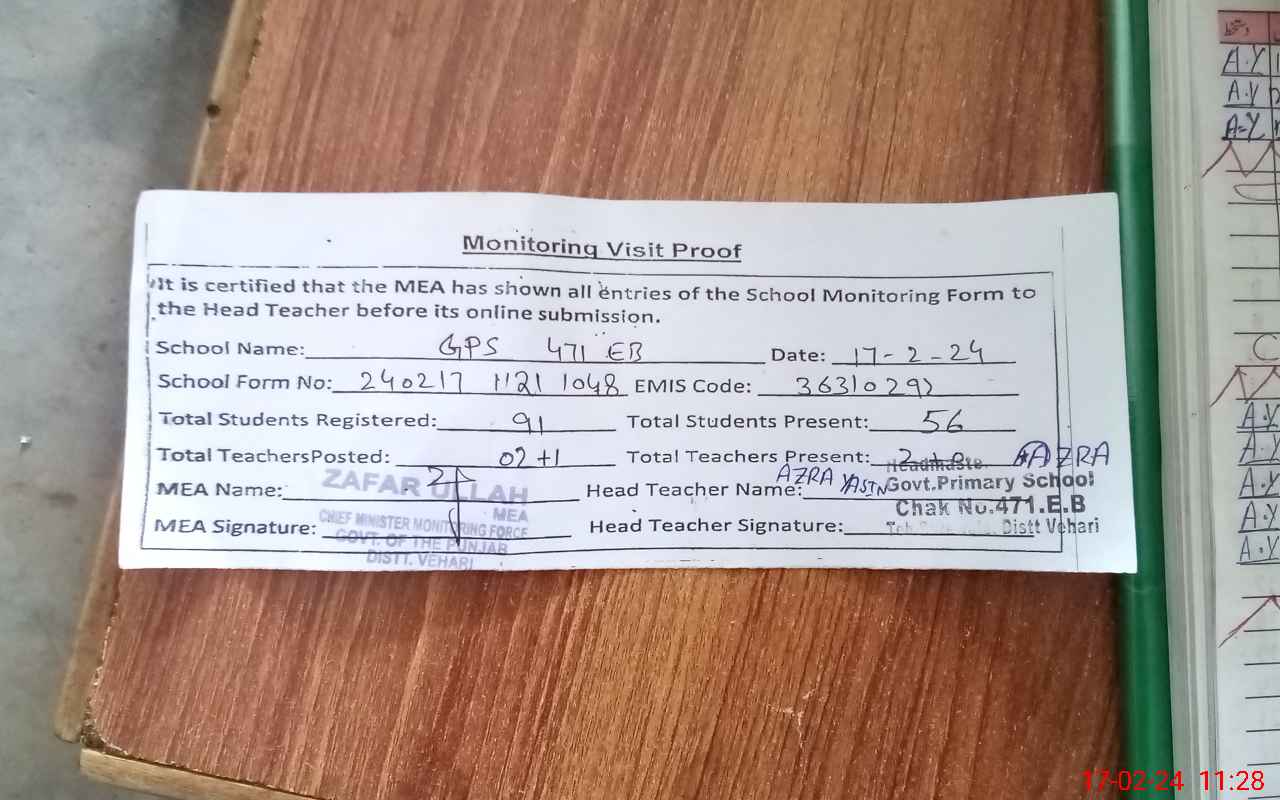 Monitoring Visit Proof
It is certified that the MEA has shown all entries of the School Monitoring Form to
the Head Teacher before its online submission.
School Name: GPS 471 EB Date: 17-2-24
School Form No: 240217 1121 1048 EMIS Code: 36310292
Total Students Registered: 91 Total Students Present: 56
Total TeachersPosted: 02+1 Total Teachers Present: 2+0 AZRA
MEA Name: ZAFAR ULLAH Head Teacher Name: AZRA YASIN
MEA
Headmaste
Govt.Primary School
Chak No.471.E.B
Distt Vehari
MEA Signature: Head Teacher Signature:
CHIEF MINISTER MONITORING FORCE
GOVT. OF THE PUNJAB
DISTT. VEHARI
A.Y
A.Y
A=Y
A.Y
A.Y
A.Y
A.Y
A.Y
17-02-24 11:28